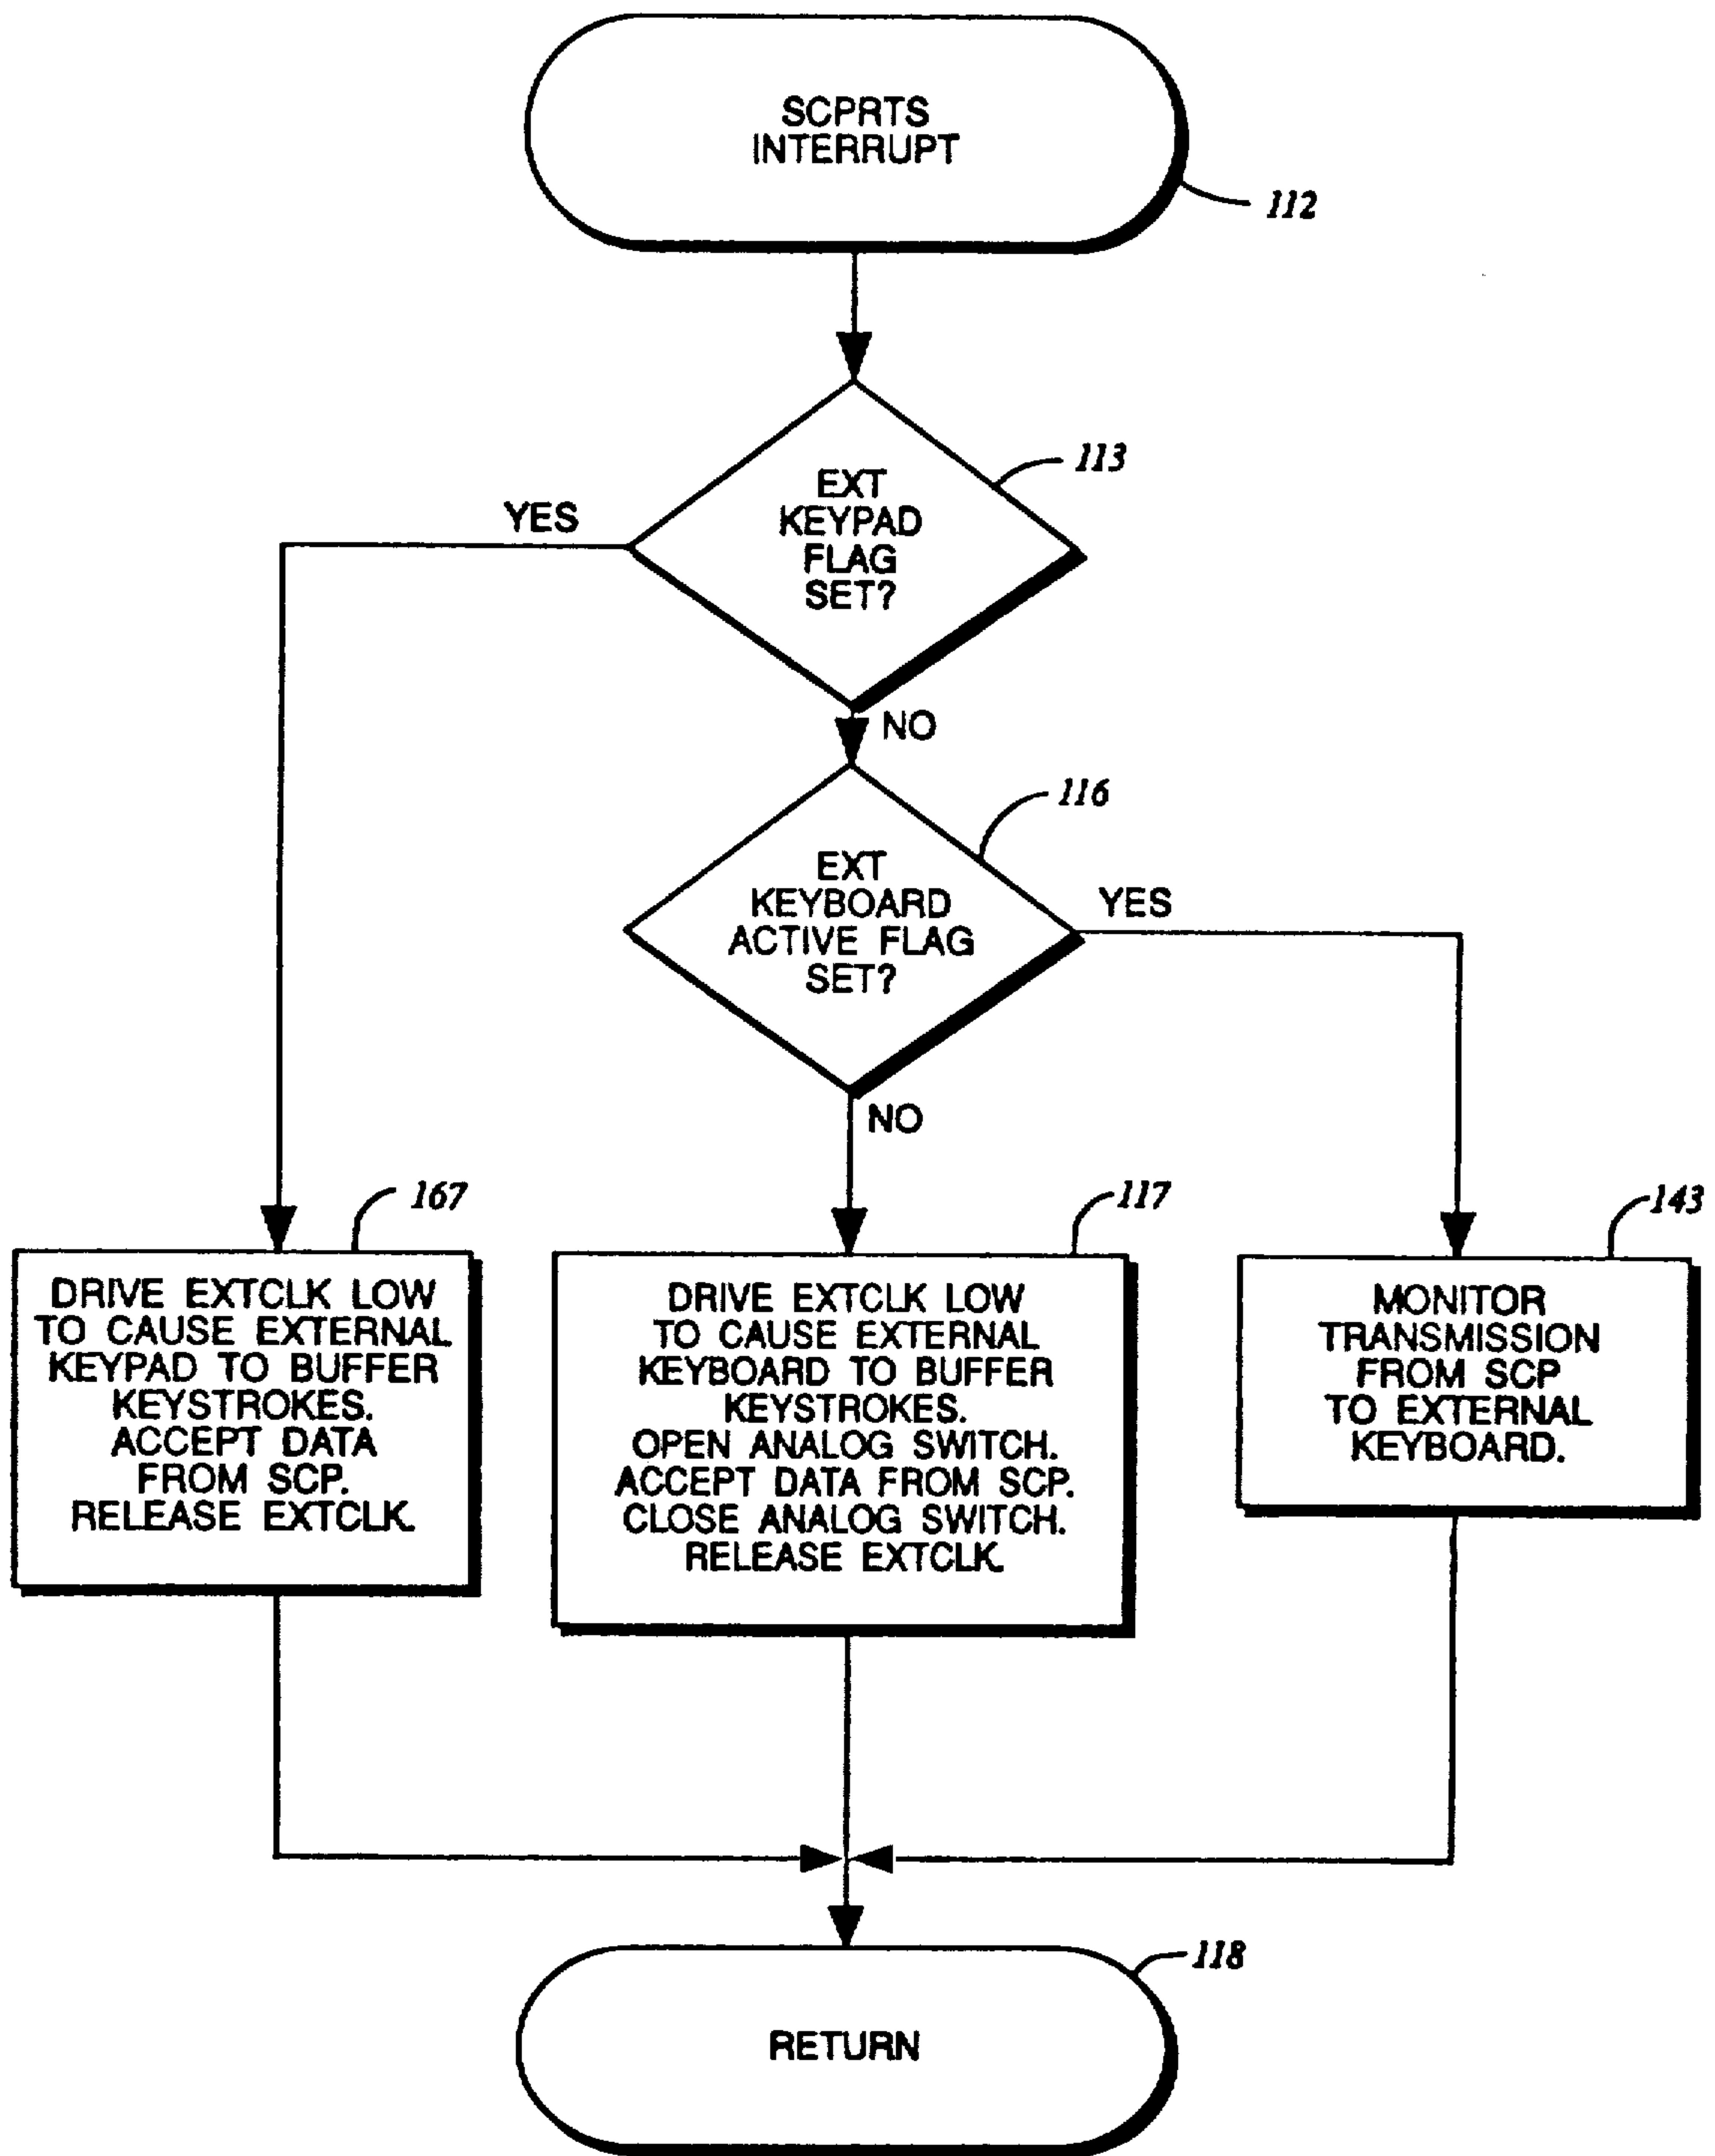 SCPRTS
INTERRUPT
112
EXT
KEYPAD
FLAG
SET?
113
YES
NO
EXT
KEYBOARD
ACTIVE FLAG
SET?
116
YES
NO
167
DRIVE EXTCLK LOW
TO CAUSE EXTERNAL
KEYPAD TO BUFFER
KEYSTROKES.
ACCEPT DATA
FROM SCP.
RELEASE EXTCLK.
117
DRIVE EXTCLK LOW
TO CAUSE EXTERNAL
KEYBOARD TO BUFFER
KEYSTROKES.
OPEN ANALOG SWITCH.
ACCEPT DATA FROM SCP.
CLOSE ANALOG SWITCH.
RELEASE EXTCLK.
143
MONITOR
TRANSMISSION
FROM SCP
TO EXTERNAL
KEYBOARD.
118
RETURN